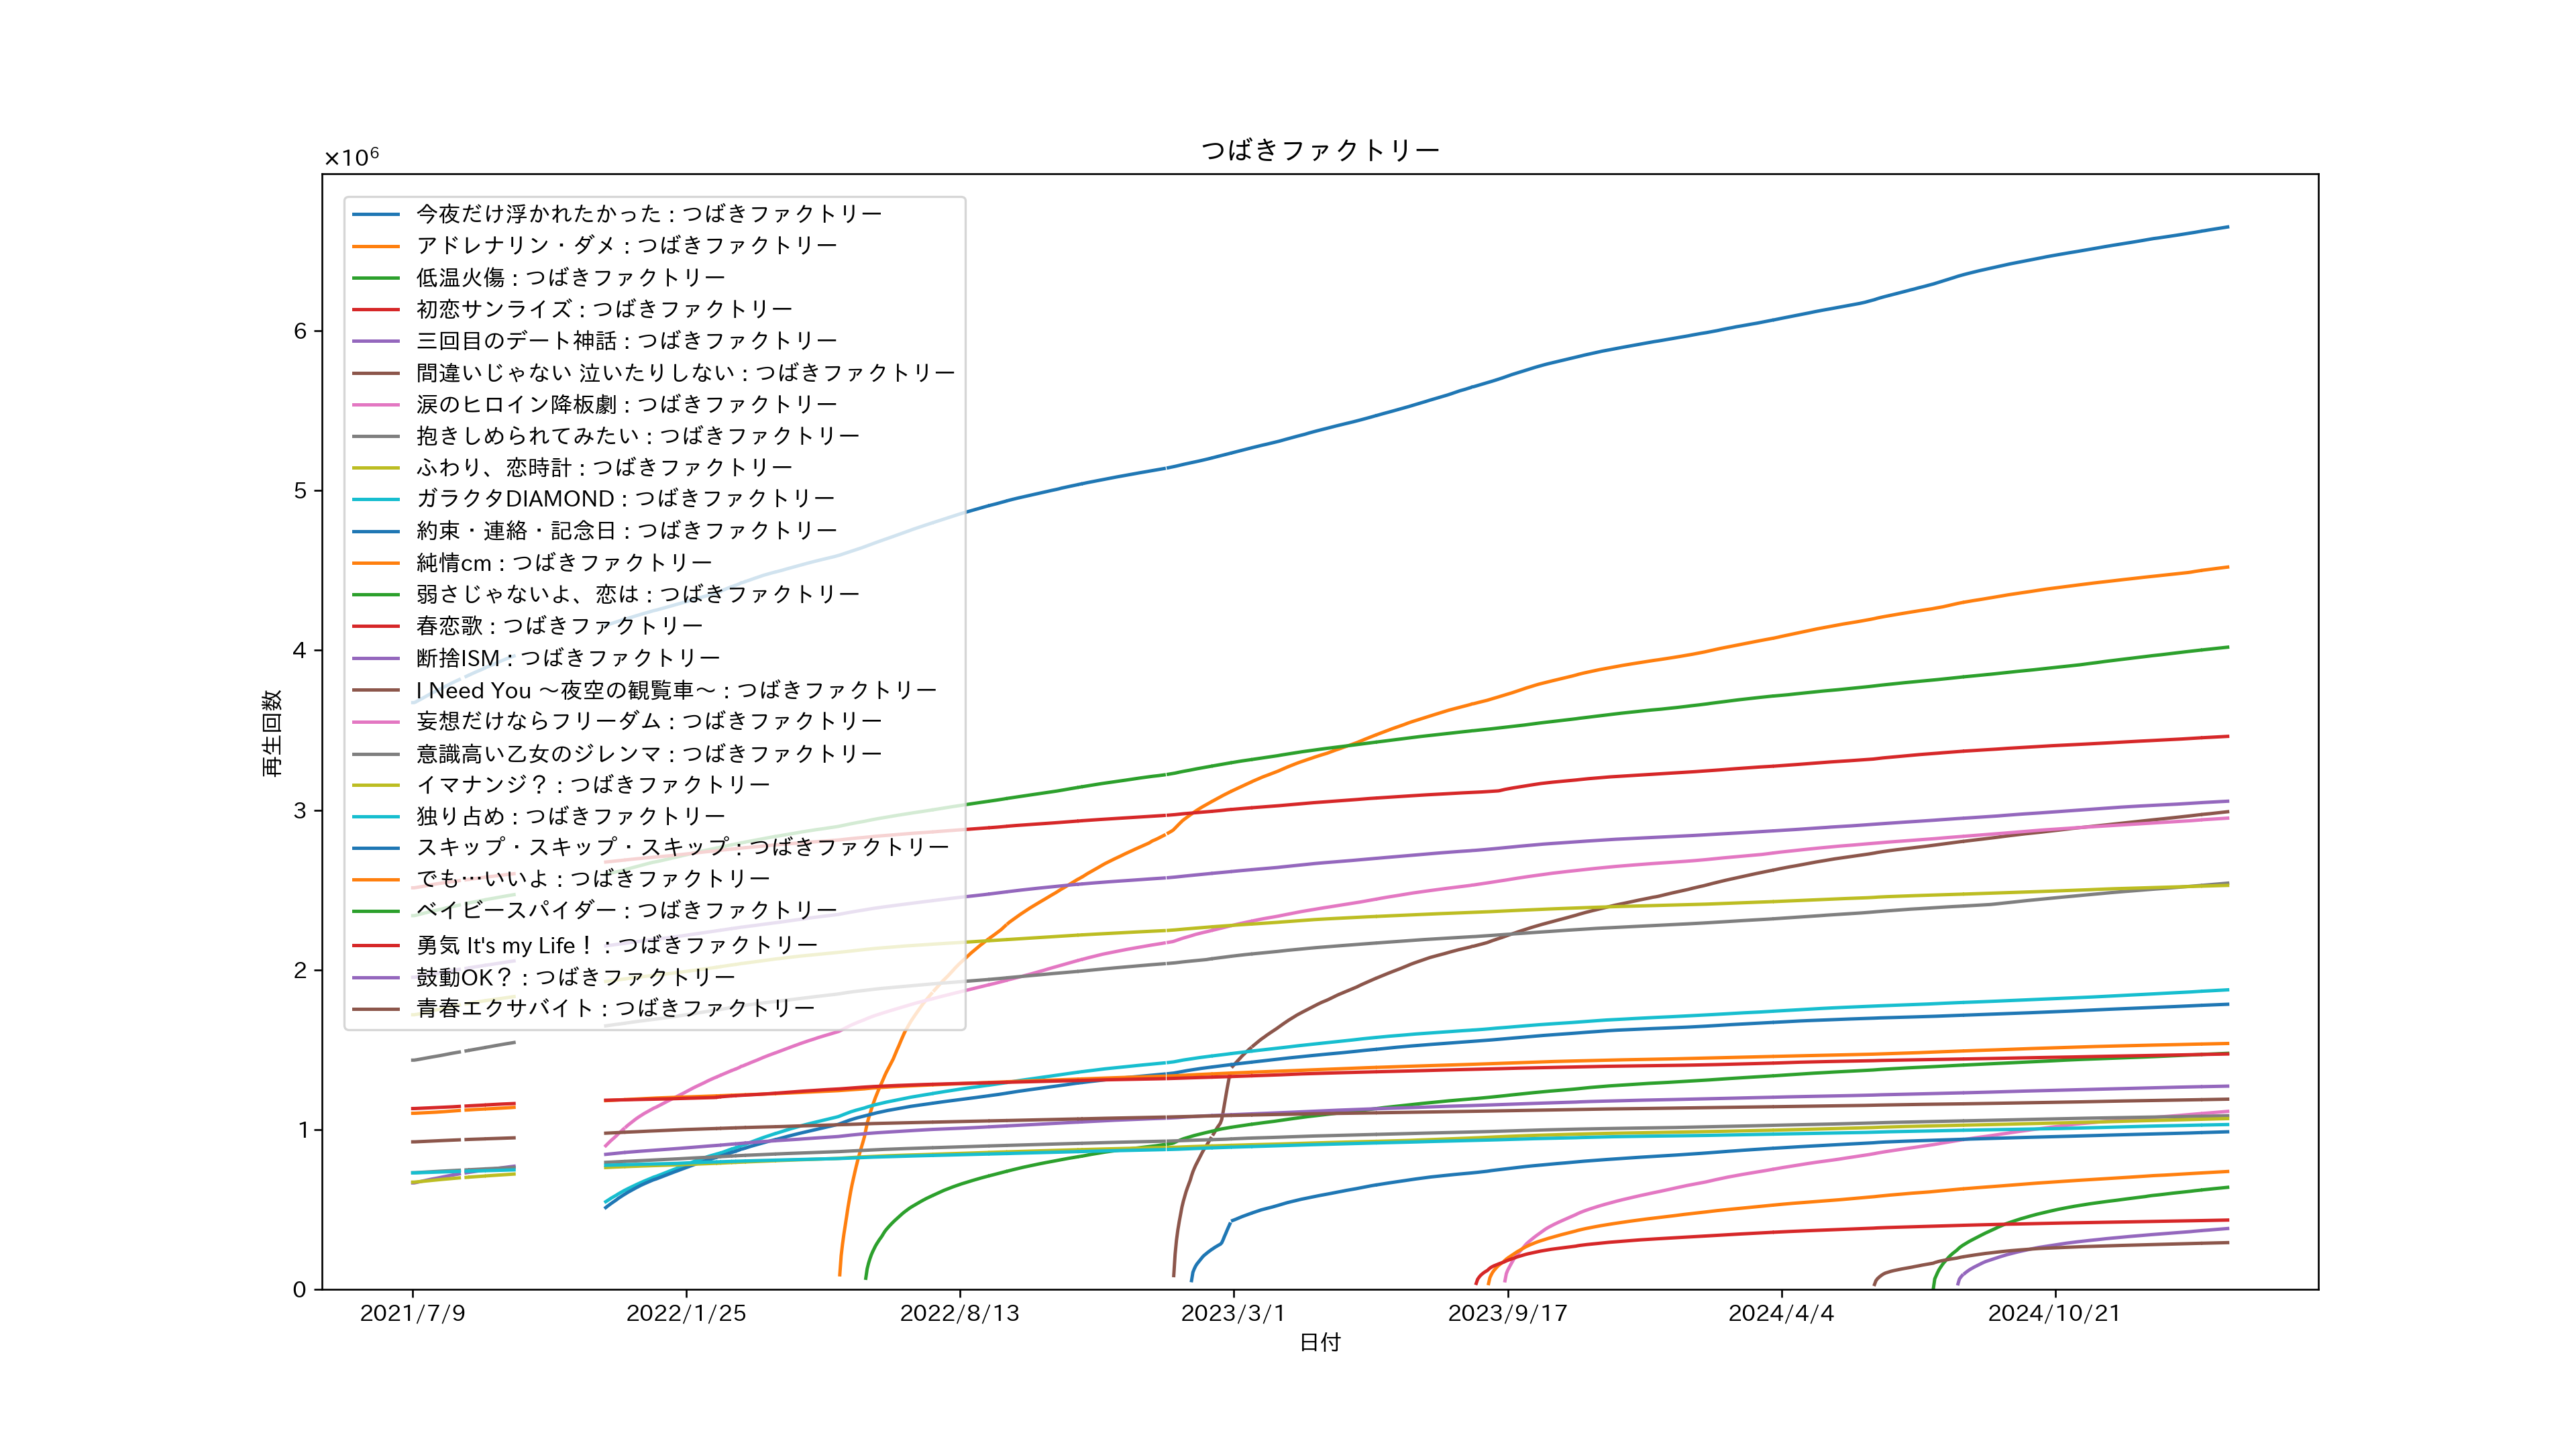 つばきファクトリー
×10⁶
今夜だけ浮かれたかった : つばきファクトリー
アドレナリン・ダメ : つばきファクトリー
低温火傷 : つばきファクトリー
初恋サンライズ : つばきファクトリー
三回目のデート神話 : つばきファクトリー
間違いじゃない 泣いたりしない : つばきファクトリー
涙のヒロイン降板劇 : つばきファクトリー
抱きしめられてみたい : つばきファクトリー
ふわり、恋時計 : つばきファクトリー
ガラクタDIAMOND : つばきファクトリー
約束・連絡・記念日 : つばきファクトリー
純情cm : つばきファクトリー
弱さじゃないよ、恋は : つばきファクトリー
春恋歌 : つばきファクトリー
断捨ISM : つばきファクトリー
I Need You ～夜空の観覧車～ : つばきファクトリー
妄想だけならフリーダム : つばきファクトリー
意識高い乙女のジレンマ : つばきファクトリー
イマナンジ？ : つばきファクトリー
独り占め : つばきファクトリー
スキップ・スキップ・スキップ : つばきファクトリー
でも…いいよ : つばきファクトリー
ベイビースパイダー : つばきファクトリー
勇気 It's my Life！ : つばきファクトリー
鼓動OK？ : つばきファクトリー
青春エクサバイト : つばきファクトリー
6
5
4
3
2
1
0
再生回数
2021/7/9 2022/1/25 2022/8/13 2023/3/1 2023/9/17 2024/4/4 2024/10/21
日付